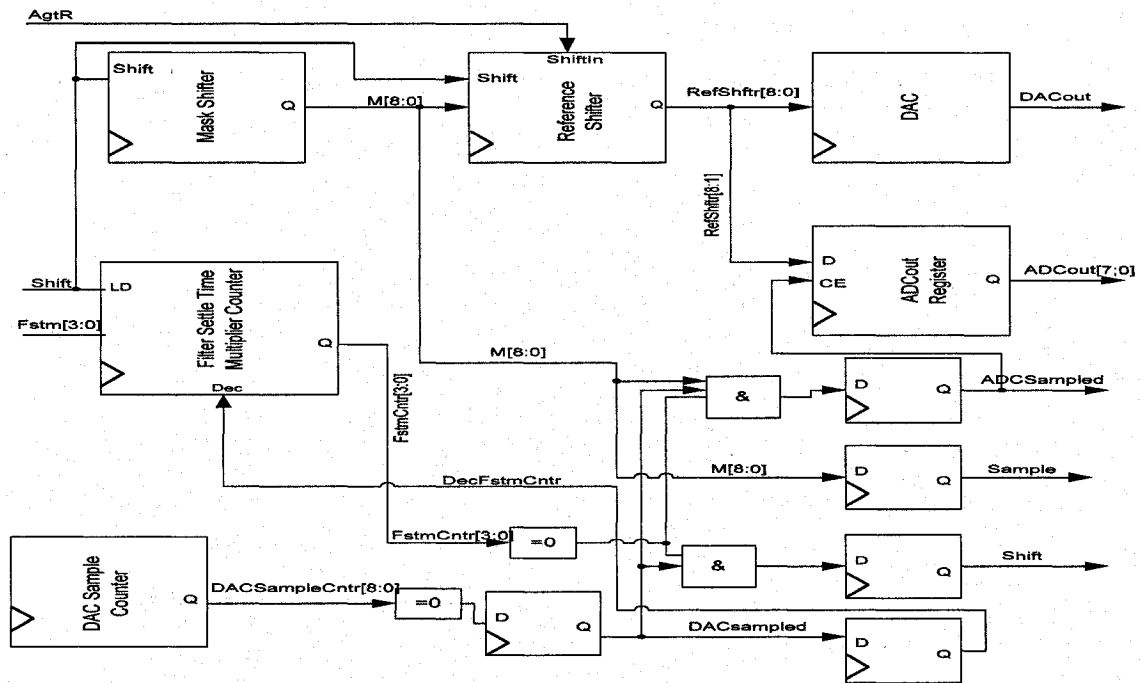 AgtR
Shift
Mask Shifter
Q
M[8:0]
ShiftIn
Shift
Reference
Shifter
Q
RefShftr[8:0]
DAC
DACout
RefShftr[8:1]
Shift
LD
Fstm[3:0]
Filter Settle Time
Multiplier Counter
Q
Dec
FstmCntr[3:0]
D
CE
ADCout
Register
Q
ADCout[7;0]
M[8:0]
&
D
Q
ADCSampled
DecFstmCntr
M[8:0]
D
Q
Sample
FstmCntr[3:0]
=0
&
D
Q
Shift
DAC Sample
Counter
Q
DACSampleCntr[8:0]
=0
D
Q
DACsampled
D
Q